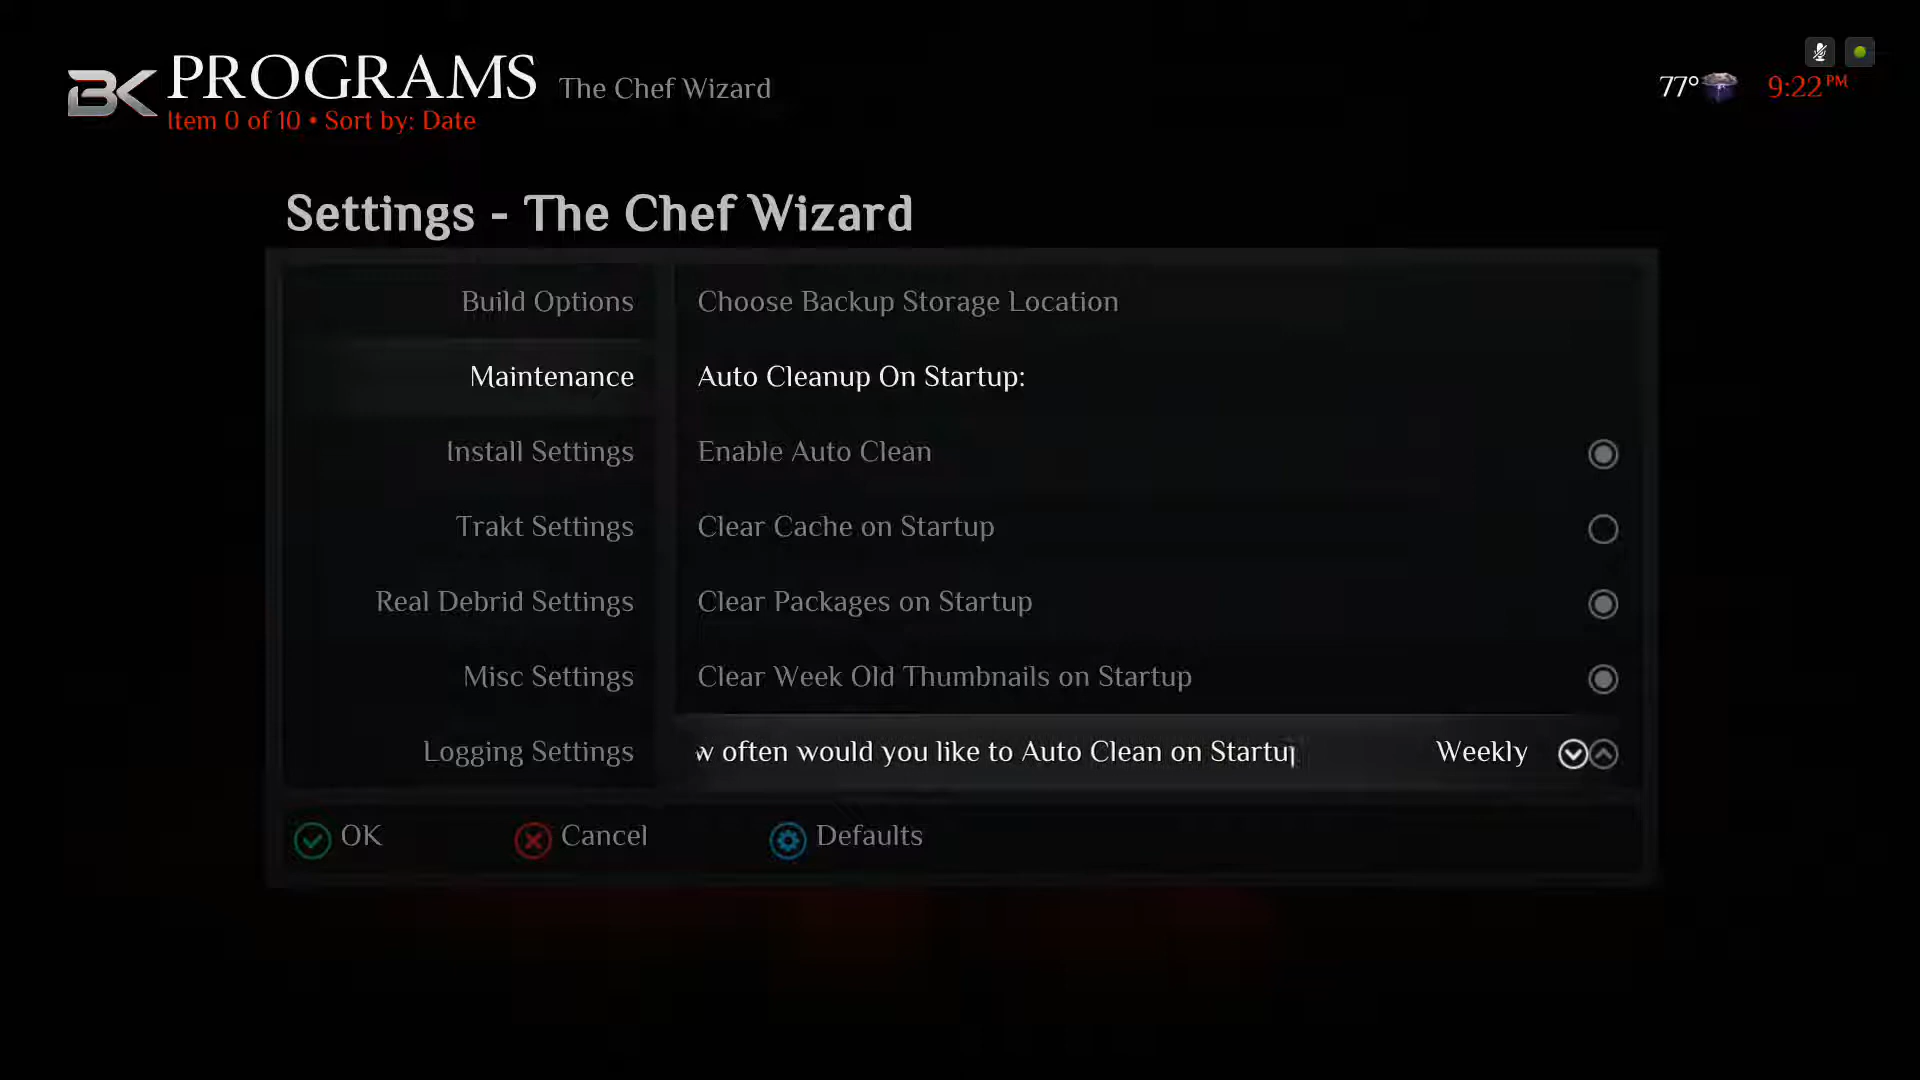 BK PROGRAMS The Chef Wizard
Item 0 of 10 • Sort by: Date
77° 9:22 PM
Settings - The Chef Wizard
Build Options
Maintenance
Install Settings
Trakt Settings
Real Debrid Settings
Misc Settings
Logging Settings
Choose Backup Storage Location
Auto Cleanup On Startup:
Enable Auto Clean
Clear Cache on Startup
Clear Packages on Startup
Clear Week Old Thumbnails on Startup
w often would you like to Auto Clean on Startup Weekly
OK Cancel Defaults